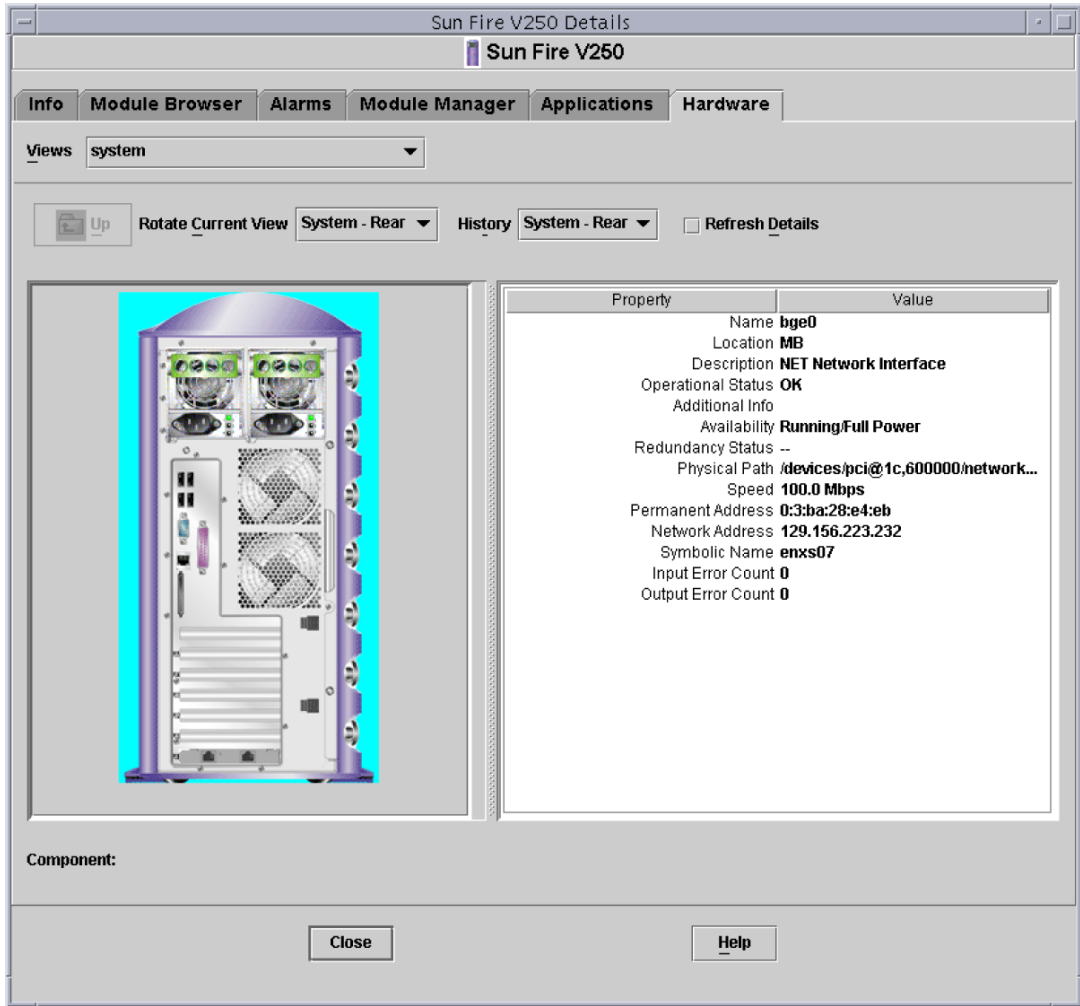 Sun Fire V250 Details
Sun Fire V250
Info Module Browser Alarms Module Manager Applications Hardware
Views system
Up Rotate Current View System - Rear History System - Rear Refresh Details
Property Value
Name bge0
Location MB
Description NET Network Interface
Operational Status OK
Additional Info
Availability Running/Full Power
Redundancy Status --
Physical Path /devices/pci@1c,600000/network...
Speed 100.0 Mbps
Permanent Address 0:3:ba:28:e4:eb
Network Address 129.156.223.232
Symbolic Name enxs07
Input Error Count 0
Output Error Count 0
Component:
Close Help